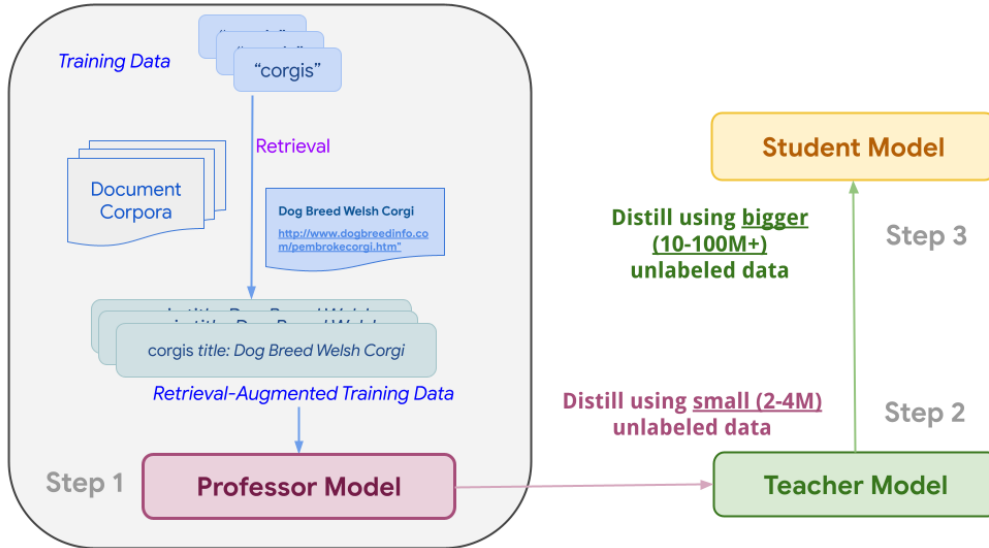 Training Data
“corgis”
Retrieval
Document
Corpora
Dog Breed Welsh Corgi
http://www.dogbreedinfo.co
m/pembrokecorgi.htm"
corgis title: Dog Breed Welsh Corgi
Retrieval-Augmented Training Data
Step 1
Professor Model
Distill using small (2-4M)
unlabeled data
Step 2
Teacher Model
Distill using bigger
(10-100M+)
unlabeled data
Step 3
Student Model